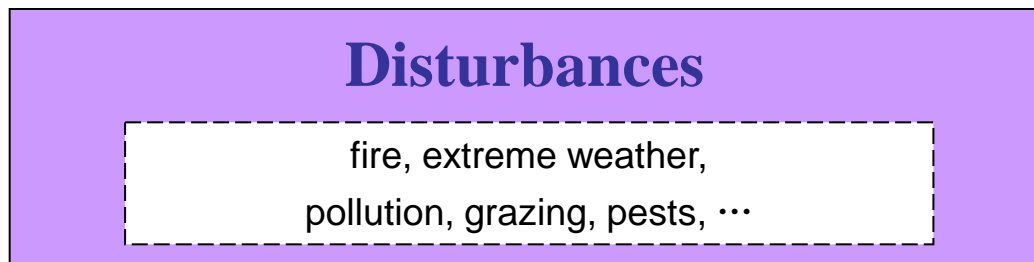 Disturbances
fire, extreme weather,
pollution, grazing, pests, ⋯